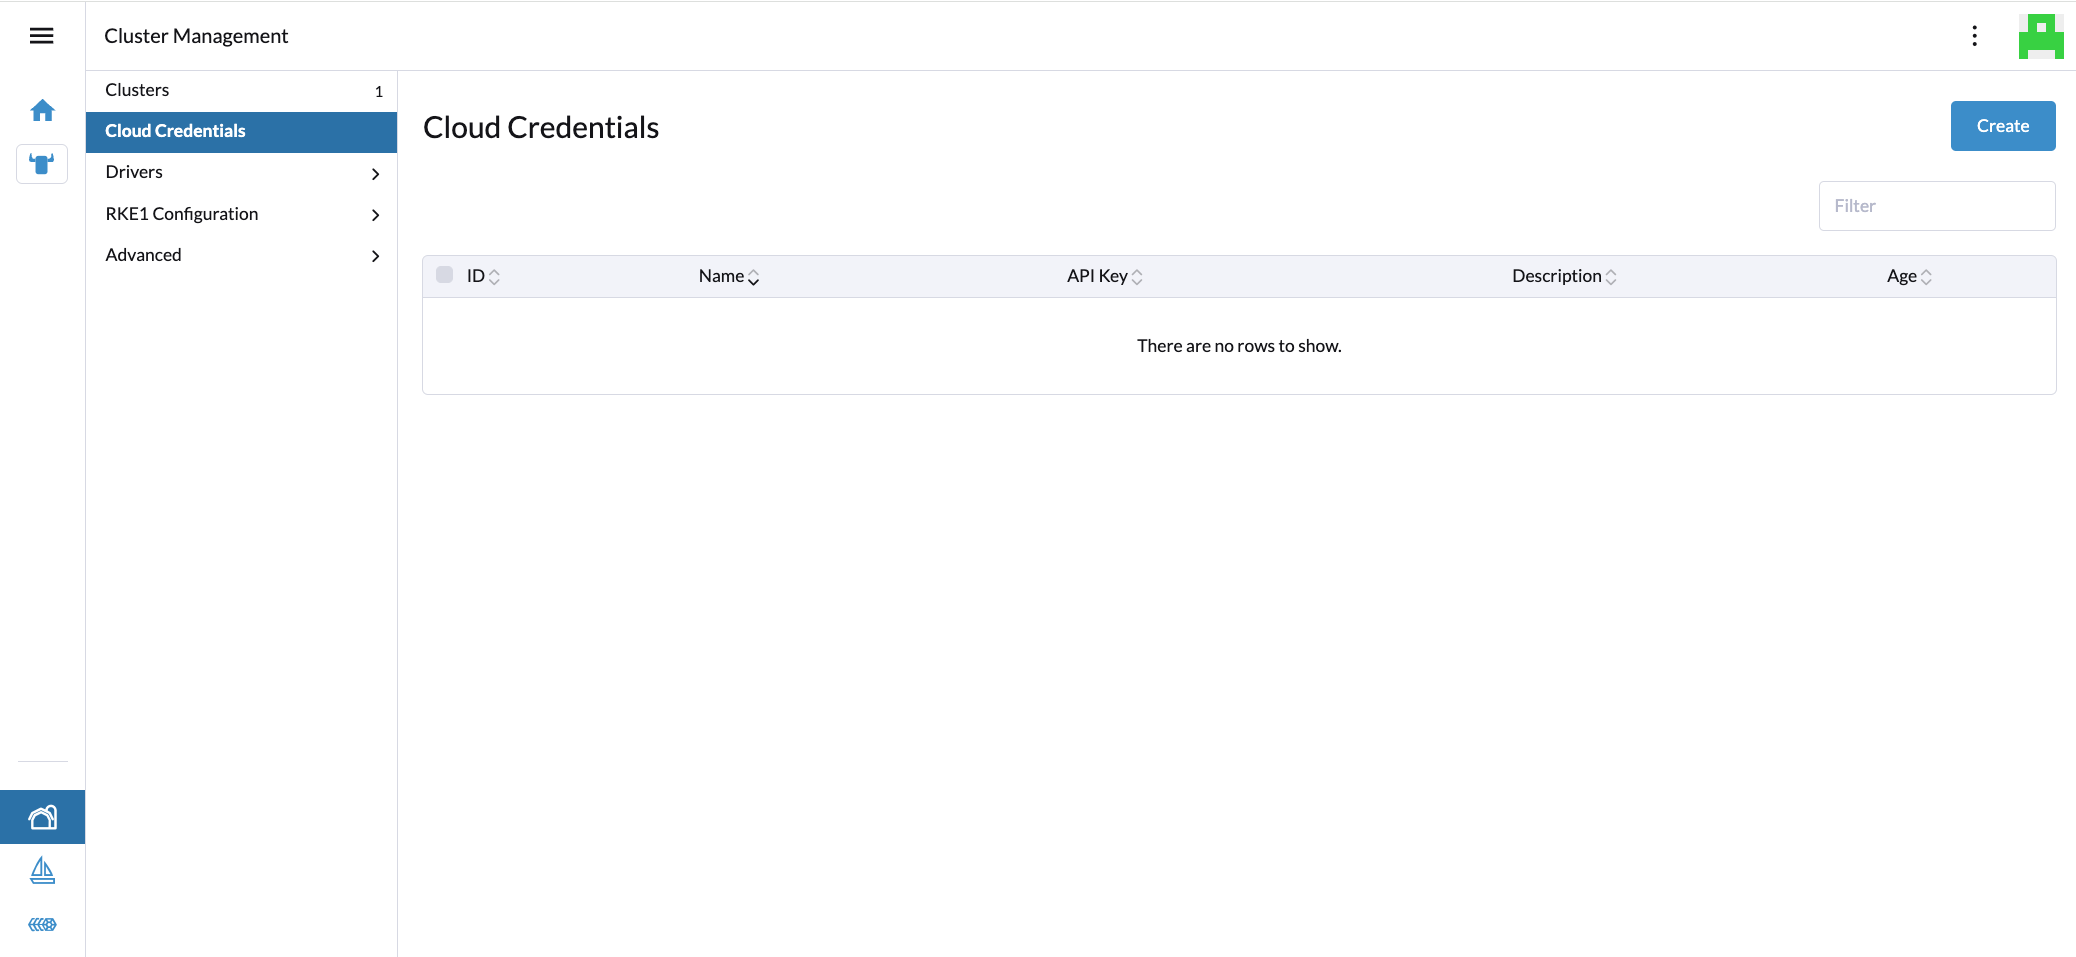 Cluster Management
Clusters 1
Cloud Credentials
Drivers
RKE1 Configuration
Advanced
Cloud Credentials
Create
Filter
ID Name API Key Description Age
There are no rows to show.